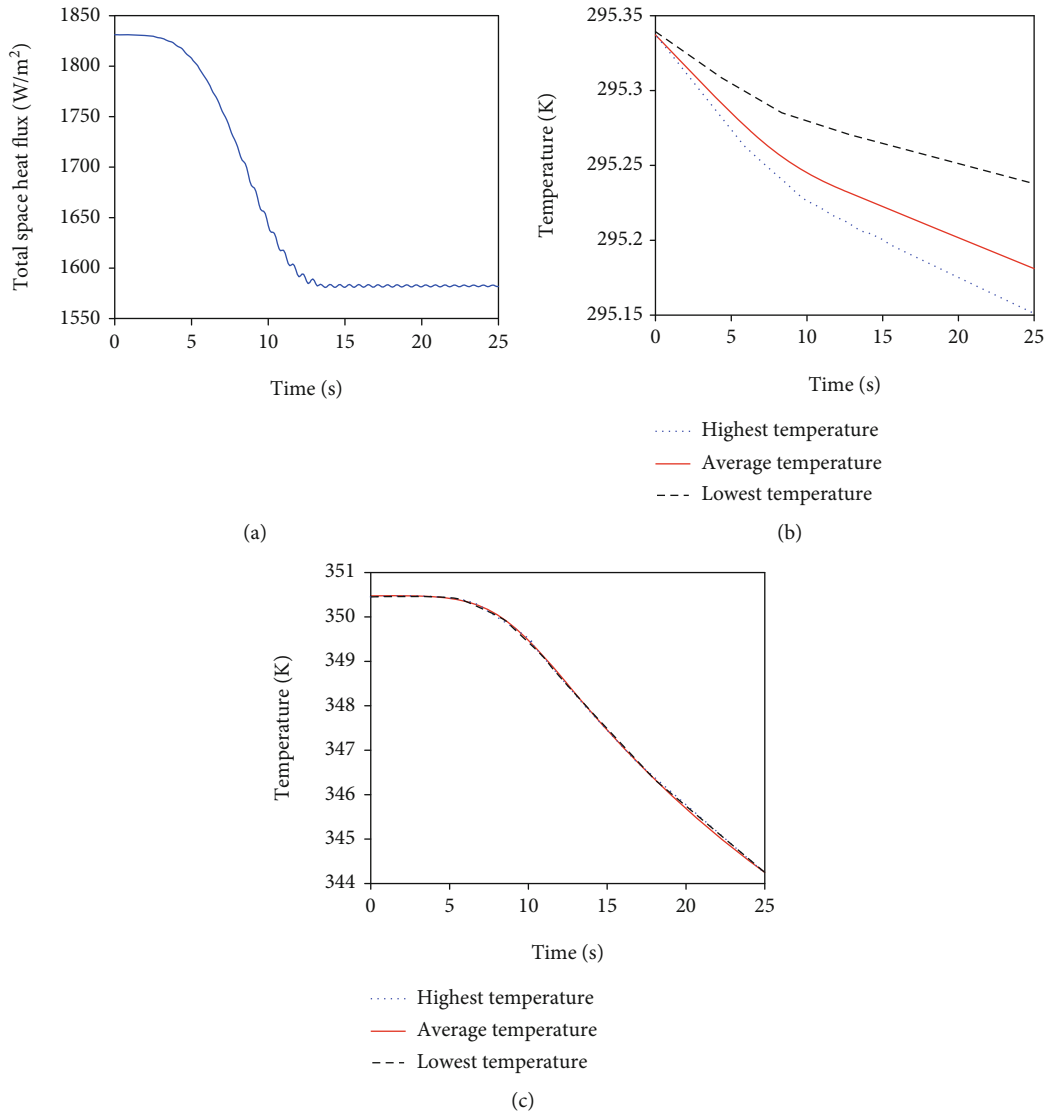 1850
1800
1750
1700
1650
1600
1550
Total space heat flux (W/m²)
0 5 10 15 20 25
Time (s)
(a)
295.35
295.3
295.25
295.2
295.15
Temperature (K)
0 5 10 15 20 25
Time (s)
Highest temperature
Average temperature
Lowest temperature
(b)
351
350
349
348
347
346
345
344
Temperature (K)
0 5 10 15 20 25
Time (s)
Highest temperature
Average temperature
Lowest temperature
(c)